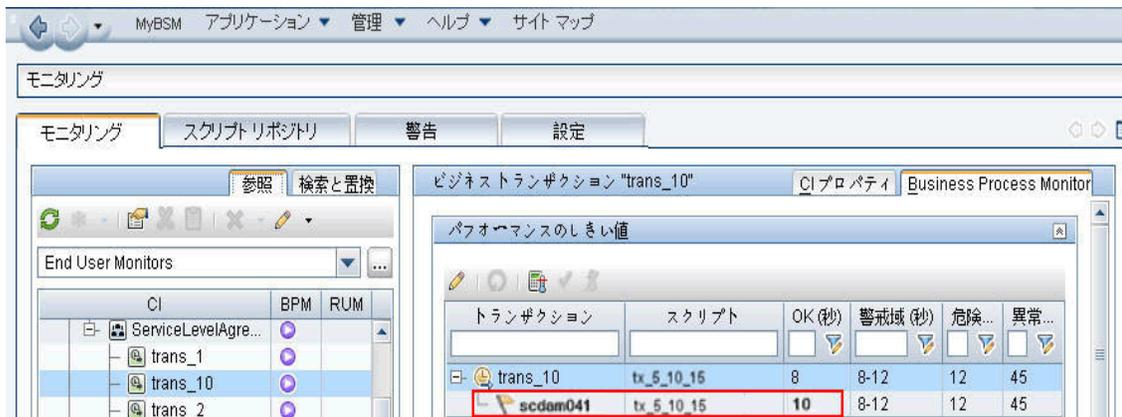 MyBSM アプリケーション 管理 ヘルプ サイト マップ
モニタリング
モニタリング スクリプト リポジトリ 警告 設定
参照 検索と置換
End User Monitors ...
CI BPM RUM
ServiceLevelAgre...
trans_1
trans_10
trans_2
ビジネス トランザクション "trans_10" CI プロパティ Business Process Monitor
パフォーマンスのしきい値
トランザクション スクリプト OK (秒) 警戒域 (秒) 危険... 異常...
trans_10 tx_5_10_15 8 8-12 12 45
scdam041 tx_5_10_15 10 8-12 12 45